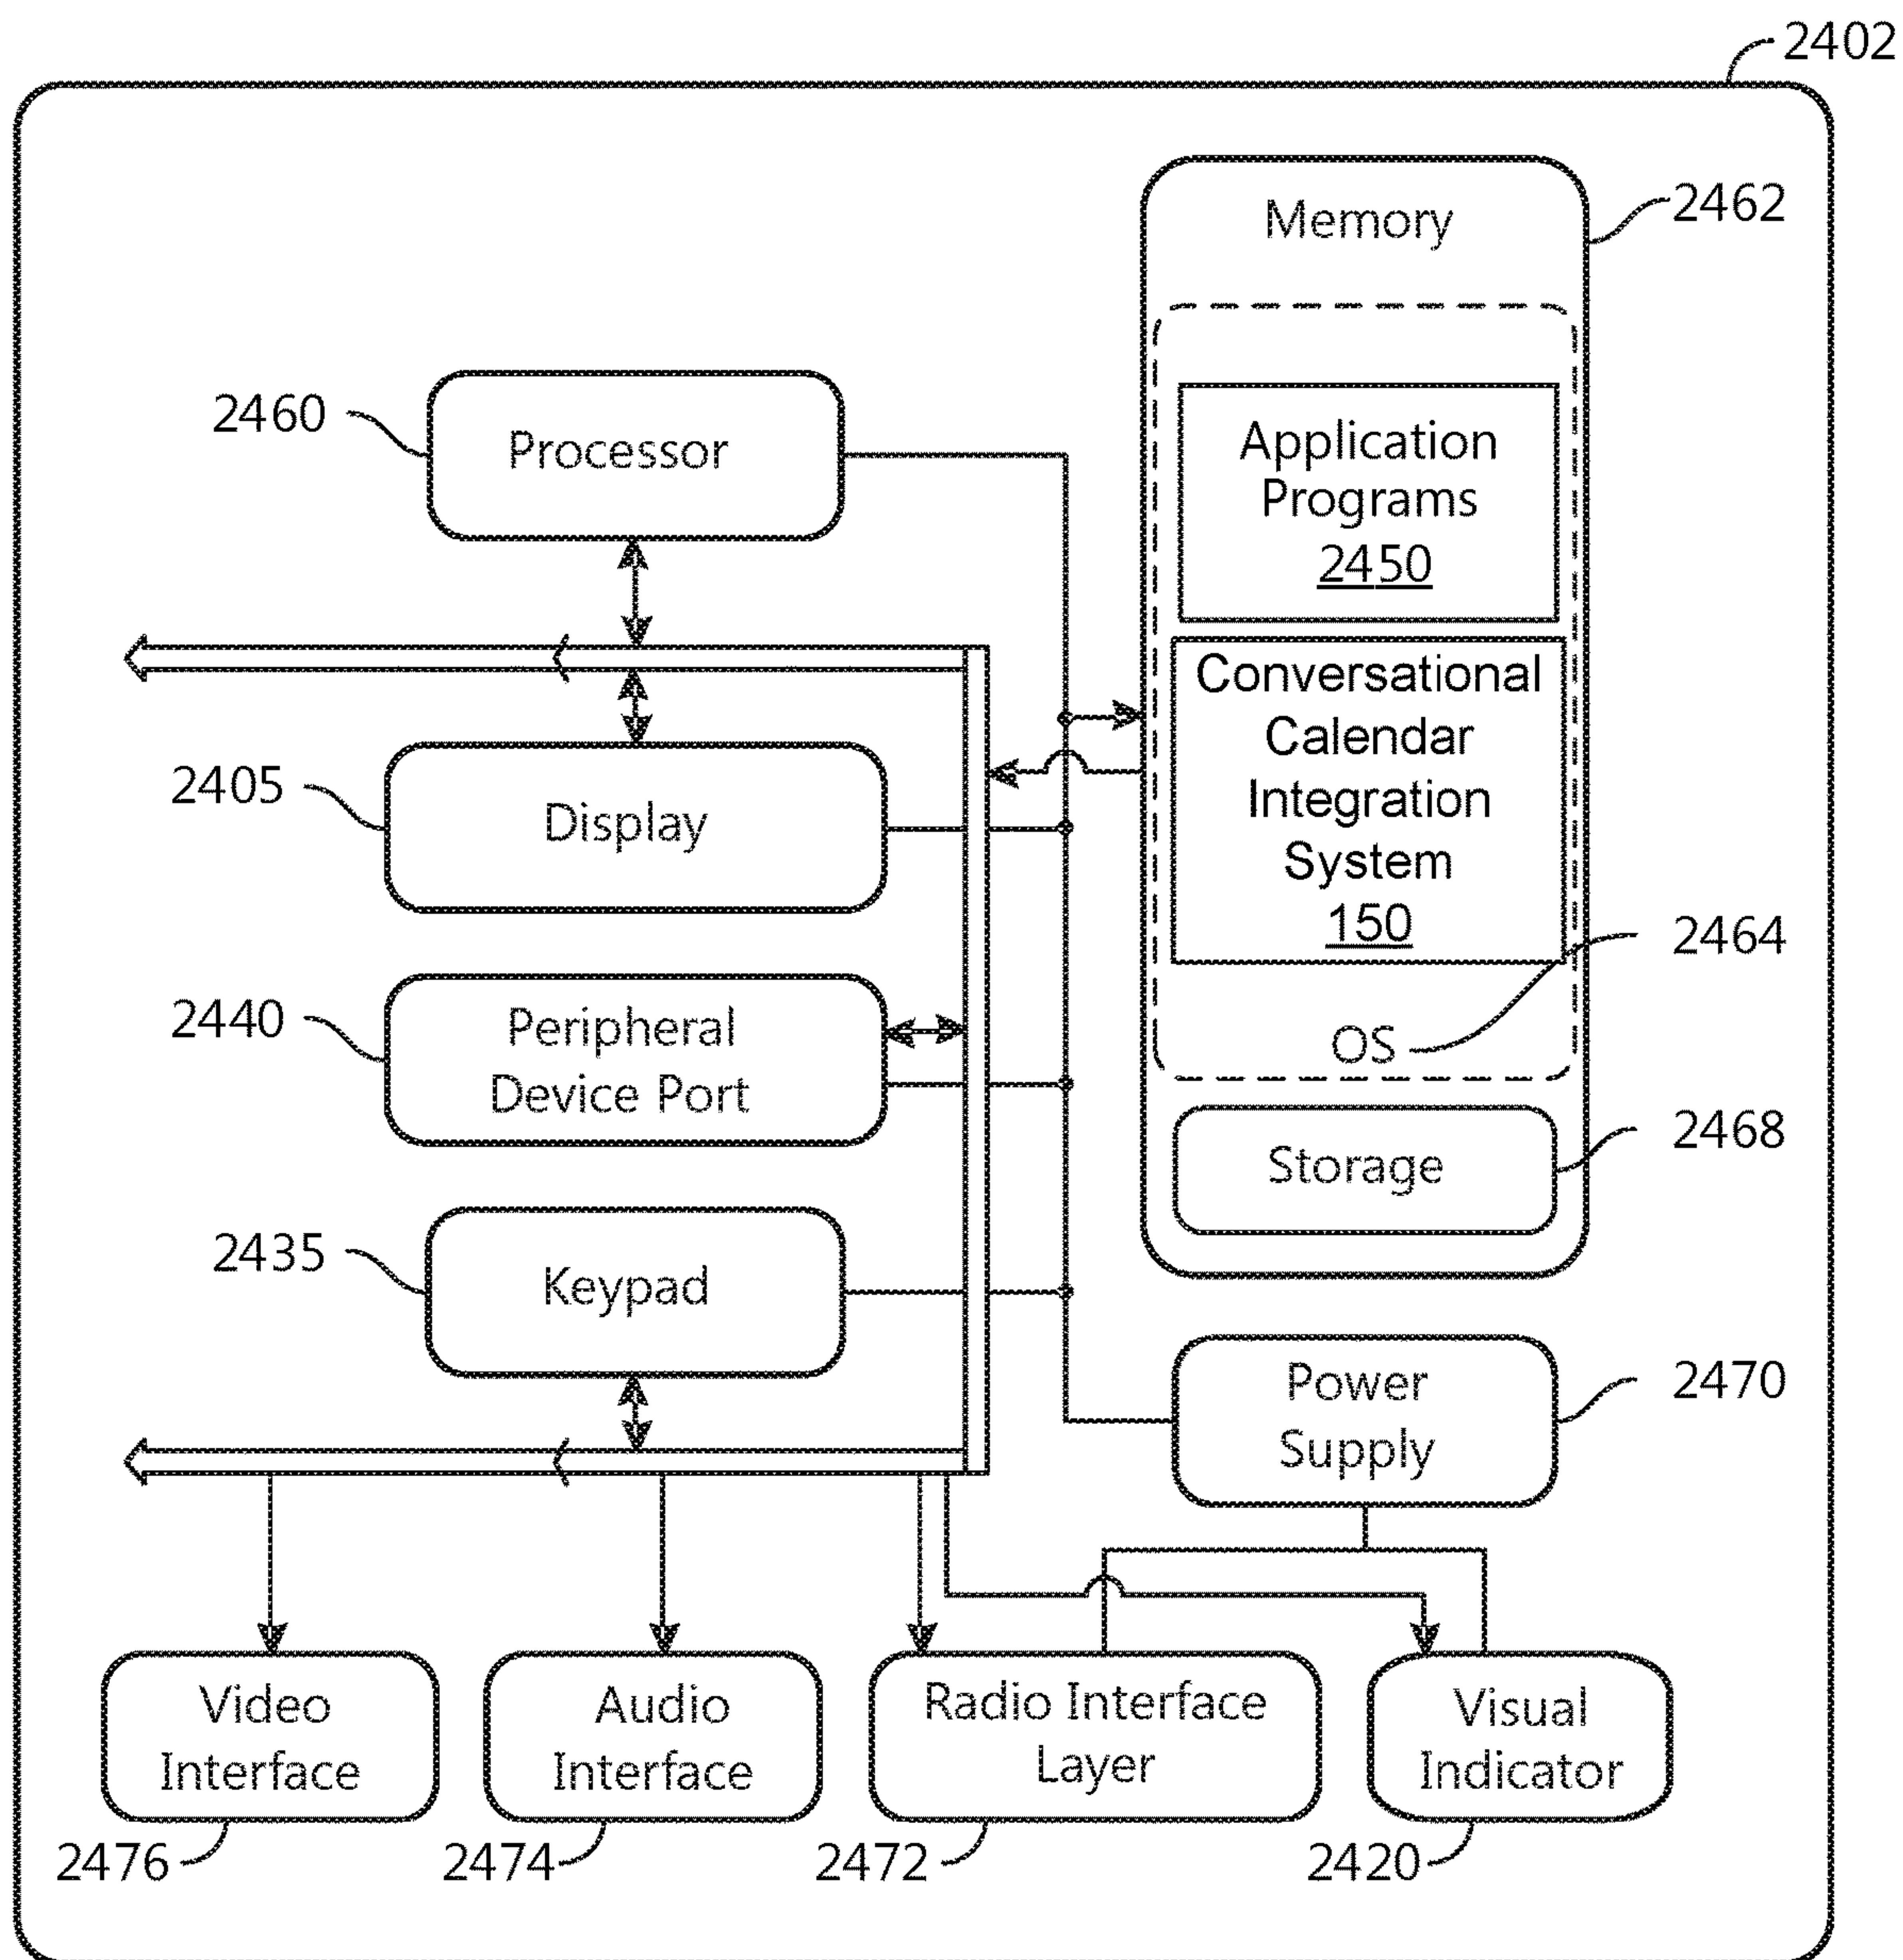 2402
Memory
2462
2460
Processor
Application
Programs
2450
Conversational
Calendar
Integration
System
150
2405
Display
2464
2440
Peripheral
Device Port
OS
2468
Storage
2435
Keypad
Power
Supply
2470
Video
Interface
Audio
Interface
Radio Interface
Layer
Visual
Indicator
2476
2474
2472
2420